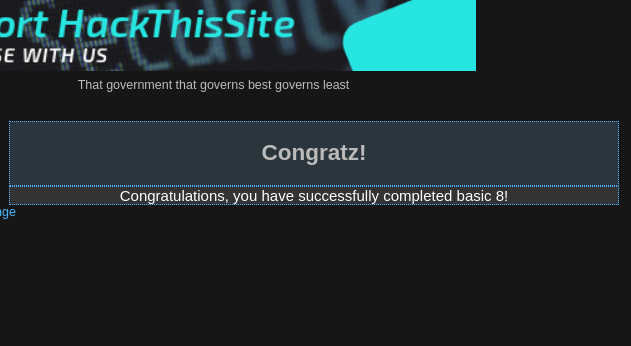 ort HackThisSite
SE WITH US
That government that governs best governs least
Congratz!
Congratulations, you have successfully completed basic 8!
nge